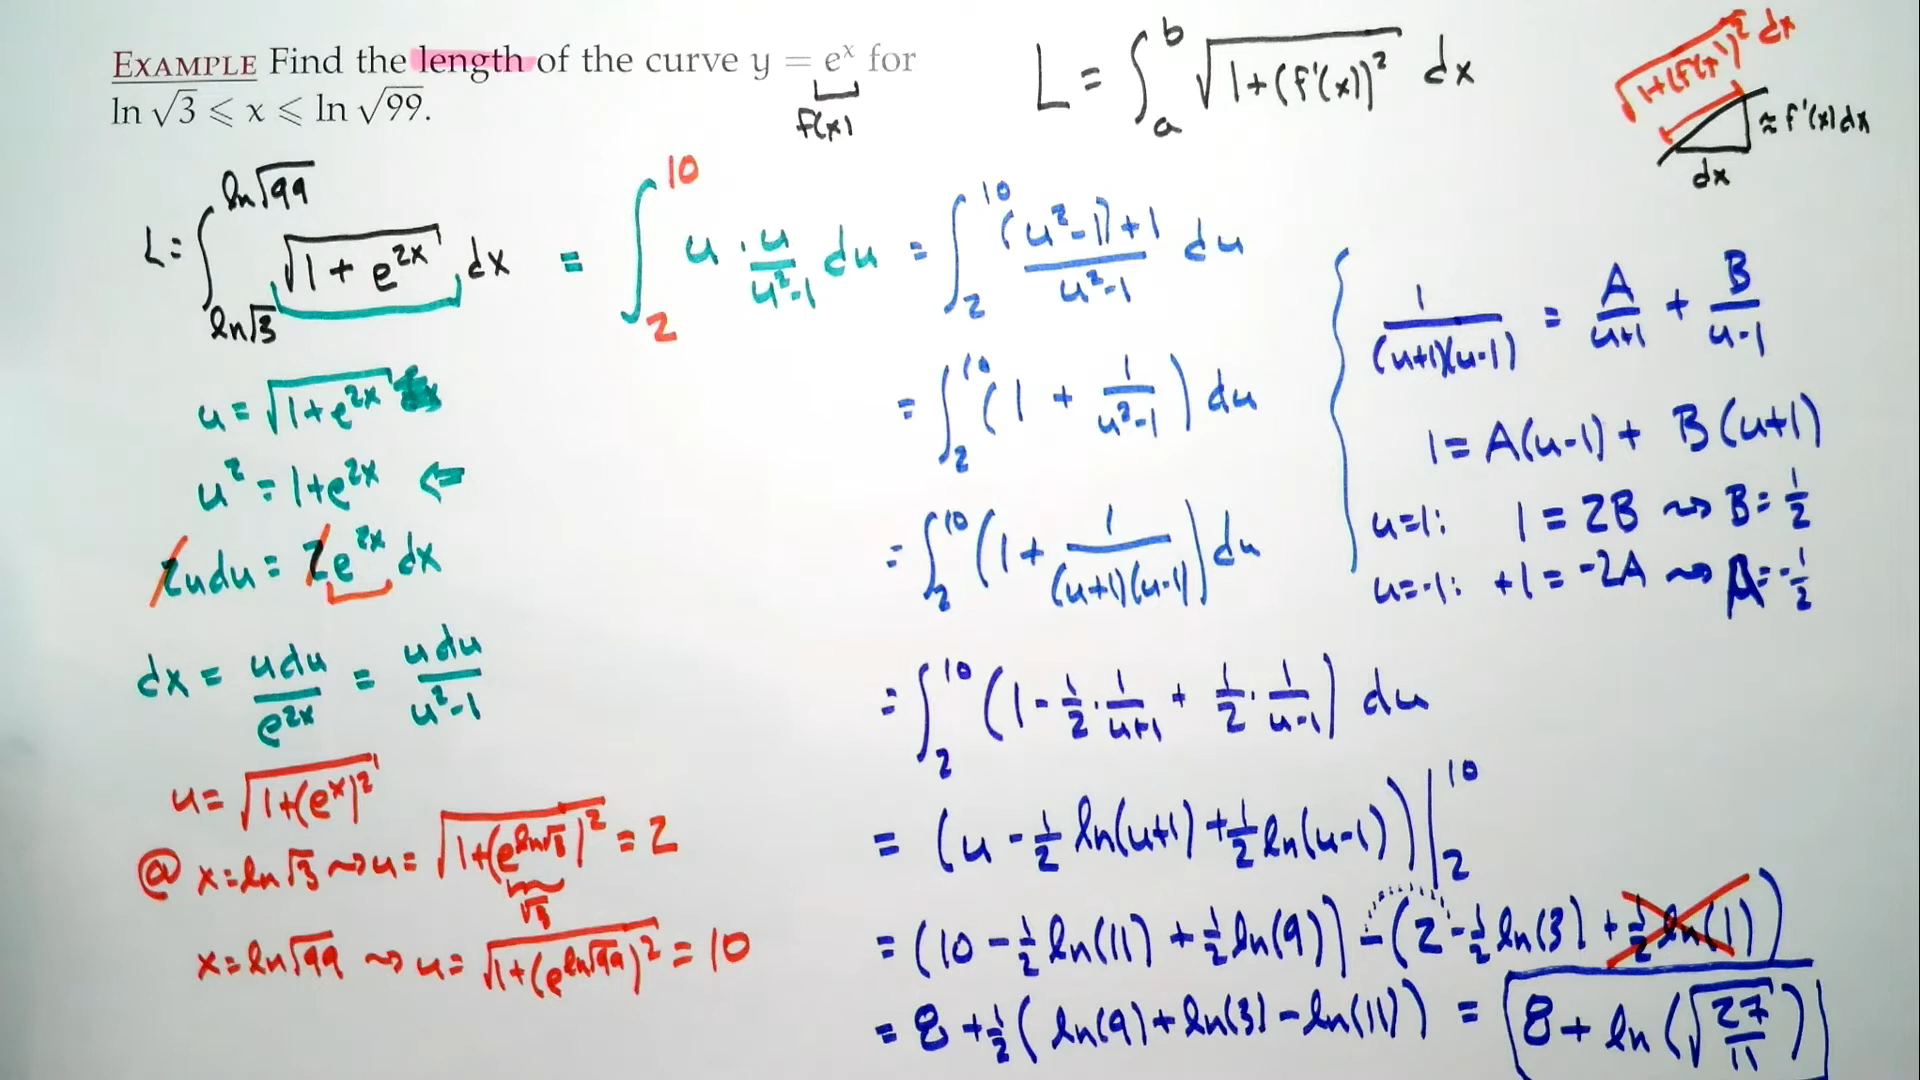 EXAMPLE Find the length of the curve y = eˣ for
ln √3 ⩽ x ⩽ ln √99.
f(x)
L = ∫_a^b √(1+(f'(x))²) dx
√(1+(f'(x))²) dx
≈ f'(x)dx
dx
L = ∫_{ln√3}^{ln√99} √(1+e^{2x}) dx = ∫_2^10 u · u/(u²-1) du = ∫_2^10 ((u²-1)+1)/(u²-1) du
u = √(1+e^{2x})
u² = 1+e^{2x} ⇐
2udu = 2e^{2x} dx
dx = udu/e^{2x} = udu/(u²-1)
u = √(1+(eˣ)²)
@ x = ln√3 ⇝ u = √(1+(e^{ln√3})²) = 2
√3
x = ln√99 ⇝ u = √(1+(e^{ln√99})²) = 10
= ∫_2^10 (1 + 1/(u²-1)) du
= ∫_2^10 (1 + 1/((u+1)(u-1))) du
= ∫_2^10 (1 - 1/2 · 1/(u+1) + 1/2 · 1/(u-1)) du
= (u - 1/2 ln(u+1) + 1/2 ln(u-1)) |_2^10
= (10 - 1/2 ln(11) + 1/2 ln(9)) - (2 - 1/2 ln(3) + 1/2 ln(1))
= 8 + 1/2 (ln(9) + ln(3) - ln(11)) = 8 + ln(√(27/11))
1/((u+1)(u-1)) = A/(u+1) + B/(u-1)
1 = A(u-1) + B(u+1)
u=1: 1 = 2B ⇝ B = 1/2
u=-1: +1 = -2A ⇝ A = -1/2